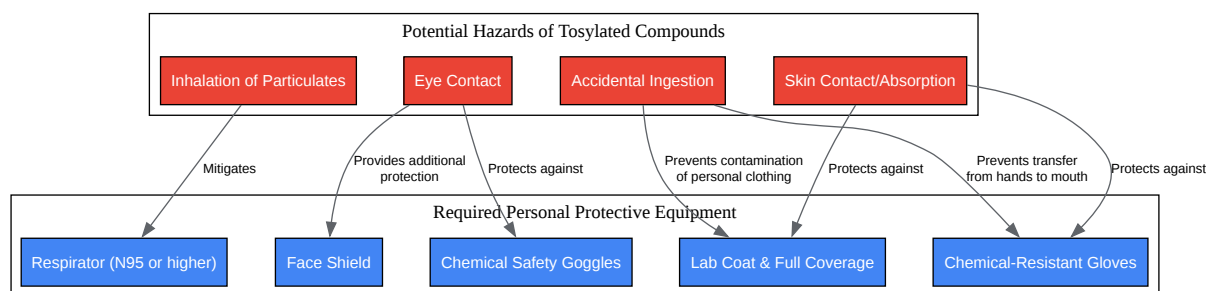 Potential Hazards of Tosylated Compounds
Inhalation of Particulates
Eye Contact
Accidental Ingestion
Skin Contact/Absorption
Mitigates
Provides additional
protection
Protects against
Prevents contamination
of personal clothing
Protects against
Prevents transfer
from hands to mouth
Protects against
Required Personal Protective Equipment
Respirator (N95 or higher)
Face Shield
Chemical Safety Goggles
Lab Coat & Full Coverage
Chemical-Resistant Gloves